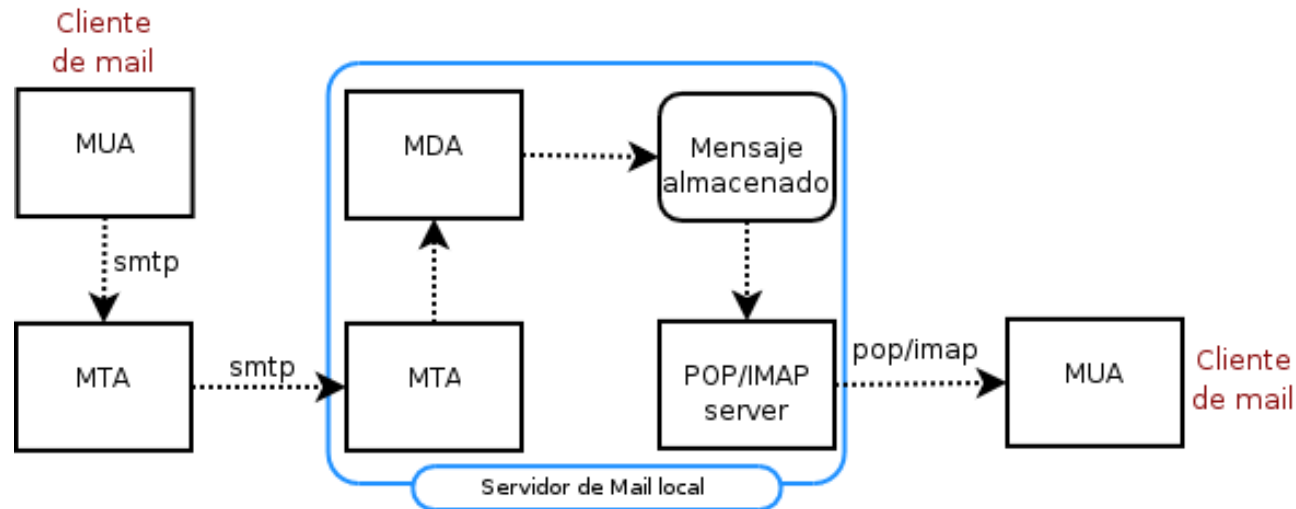 Cliente
de mail
MUA
smtp
MTA
smtp
MTA
MDA
Mensaje
almacenado
POP/IMAP
server
pop/imap
MUA
Cliente
de mail
Servidor de Mail local